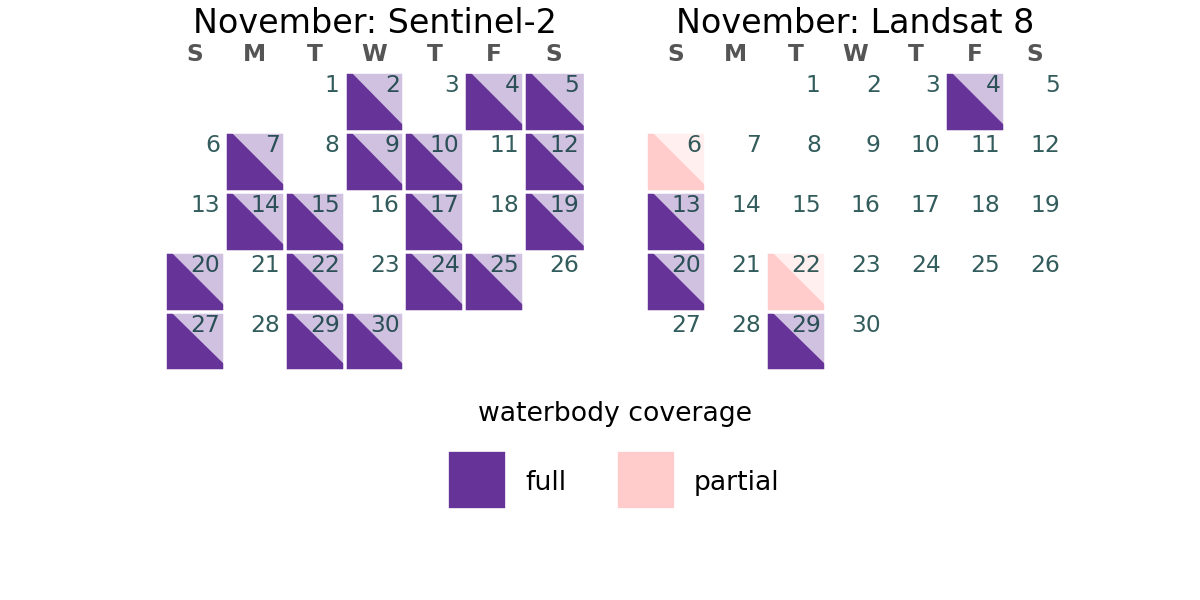 November: Sentinel-2
S M T W T F S
1 2 3 4 5
6 7 8 9 10 11 12
13 14 15 16 17 18 19
20 21 22 23 24 25 26
27 28 29 30
November: Landsat 8
S M T W T F S
1 2 3 4 5
6 7 8 9 10 11 12
13 14 15 16 17 18 19
20 21 22 23 24 25 26
27 28 29 30
waterbody coverage
full
partial